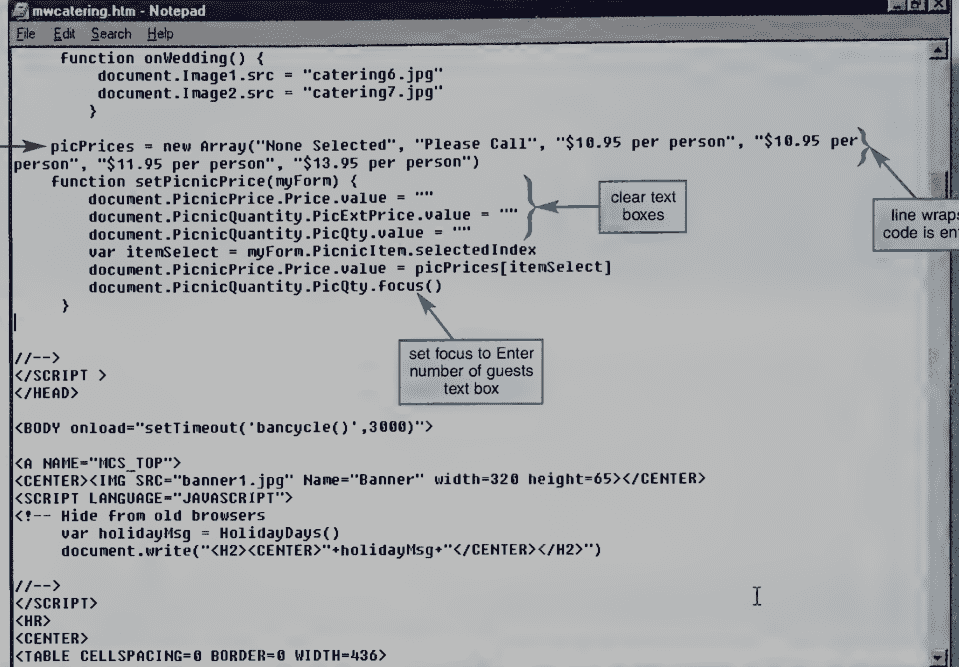 mwcatering.htm - Notepad
File Edit Search Help
function onWedding() {
document.Image1.src = "catering6.jpg"
document.Image2.src = "catering7.jpg"
}
picPrices = new Array("None Selected", "Please Call", "$10.95 per person", "$10.95 per
person", "$11.95 per person", "$13.95 per person")
function setPicnicPrice(myForm) {
document.PicnicPrice.Price.value = ""
document.PicnicQuantity.PicExtPrice.value = ""
document.PicnicQuantity.PicQty.value = ""
var itemSelect = myForm.PicnicItem.selectedIndex
document.PicnicPrice.Price.value = picPrices[itemSelect]
document.PicnicQuantity.PicQty.focus()
}
clear text
boxes
line wraps
code is
set focus to Enter
number of guests
text box
//-->
</SCRIPT >
</HEAD>
<BODY onload="setTimeout('bancycle()',3000)">
<A NAME="MCS_TOP">
<CENTER><IMG SRC="banner1.jpg" Name="Banner" width=320 height=65></CENTER>
<SCRIPT LANGUAGE="JAVASCRIPT">
<!-- Hide from old browsers
var holidayMsg = HolidayDays()
document.write("<H2><CENTER>"+holidayMsg+"</CENTER></H2>")
//-->
</SCRIPT>
<HR>
<CENTER>
<TABLE CELLSPACING=0 BORDER=0 WIDTH=436>